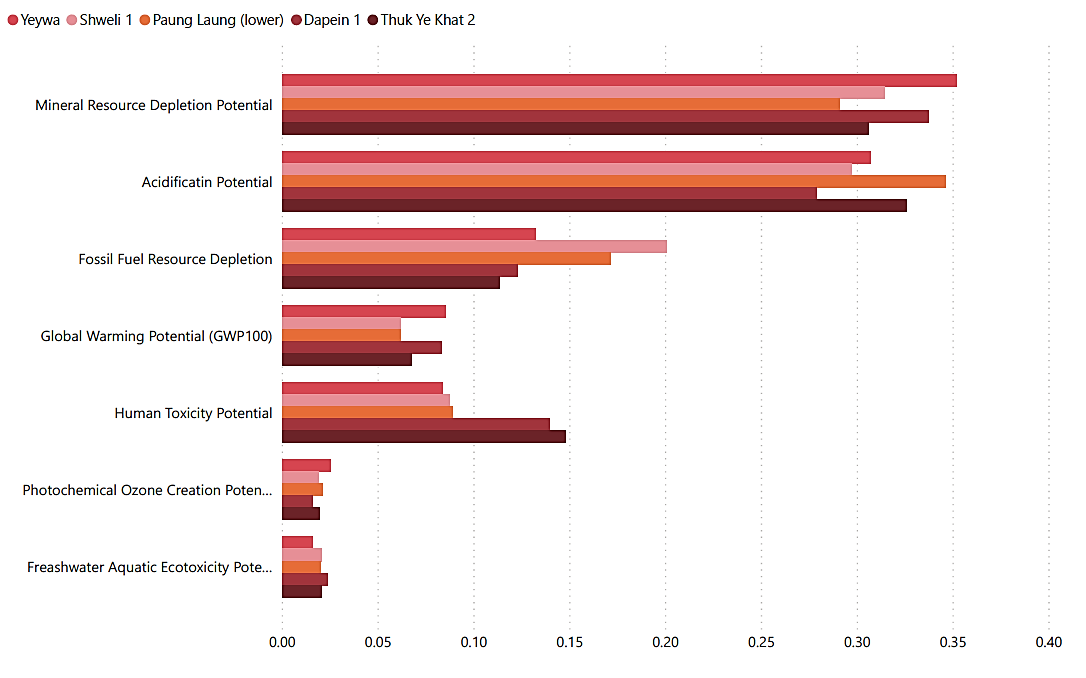 Yeywa Shweli 1 Paung Laung (lower) Dapein 1 Thuk Ye Khat 2
Mineral Resource Depletion Potential
Acidificatin Potential
Fossil Fuel Resource Depletion
Global Warming Potential (GWP100)
Human Toxicity Potential
Photochemical Ozone Creation Poten...
Freashwater Aquatic Ecotoxicity Pote...
0.00 0.05 0.10 0.15 0.20 0.25 0.30 0.35 0.40